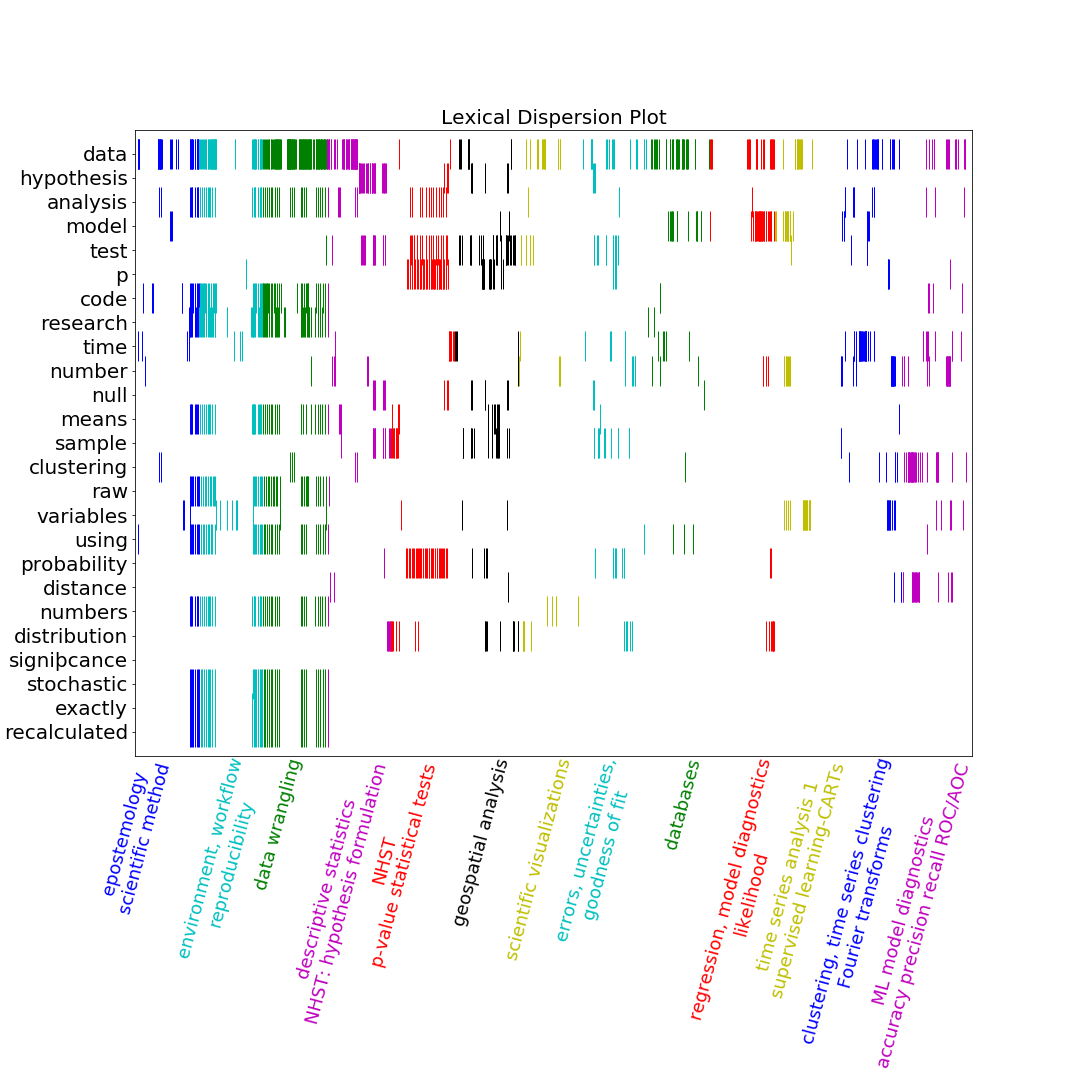 Lexical Dispersion Plot
data
hypothesis
analysis
model
test
p
code
research
time
number
null
means
sample
clustering
raw
variables
using
probability
distance
numbers
distribution
signiþcance
stochastic
exactly
recalculated
epostemology
scientific method
environment, workflow
reproducibility
data wrangling
descriptive statistics
NHST: hypothesis formulation
NHST
p-value statistical tests
geospatial analysis
scientific visualizations
errors, uncertainties,
goodness of fit
databases
regression, model diagnostics
likelihood
time series analysis 1
supervised learning-CARTs
clustering, time series clustering
Fourier transforms
ML model diagnostics
accuracy precision recall ROC/AOC